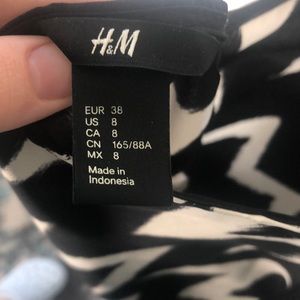 H&M
EUR 38
US 8
CA 8
CN 165/88A
MX 8
Made in
Indonesia